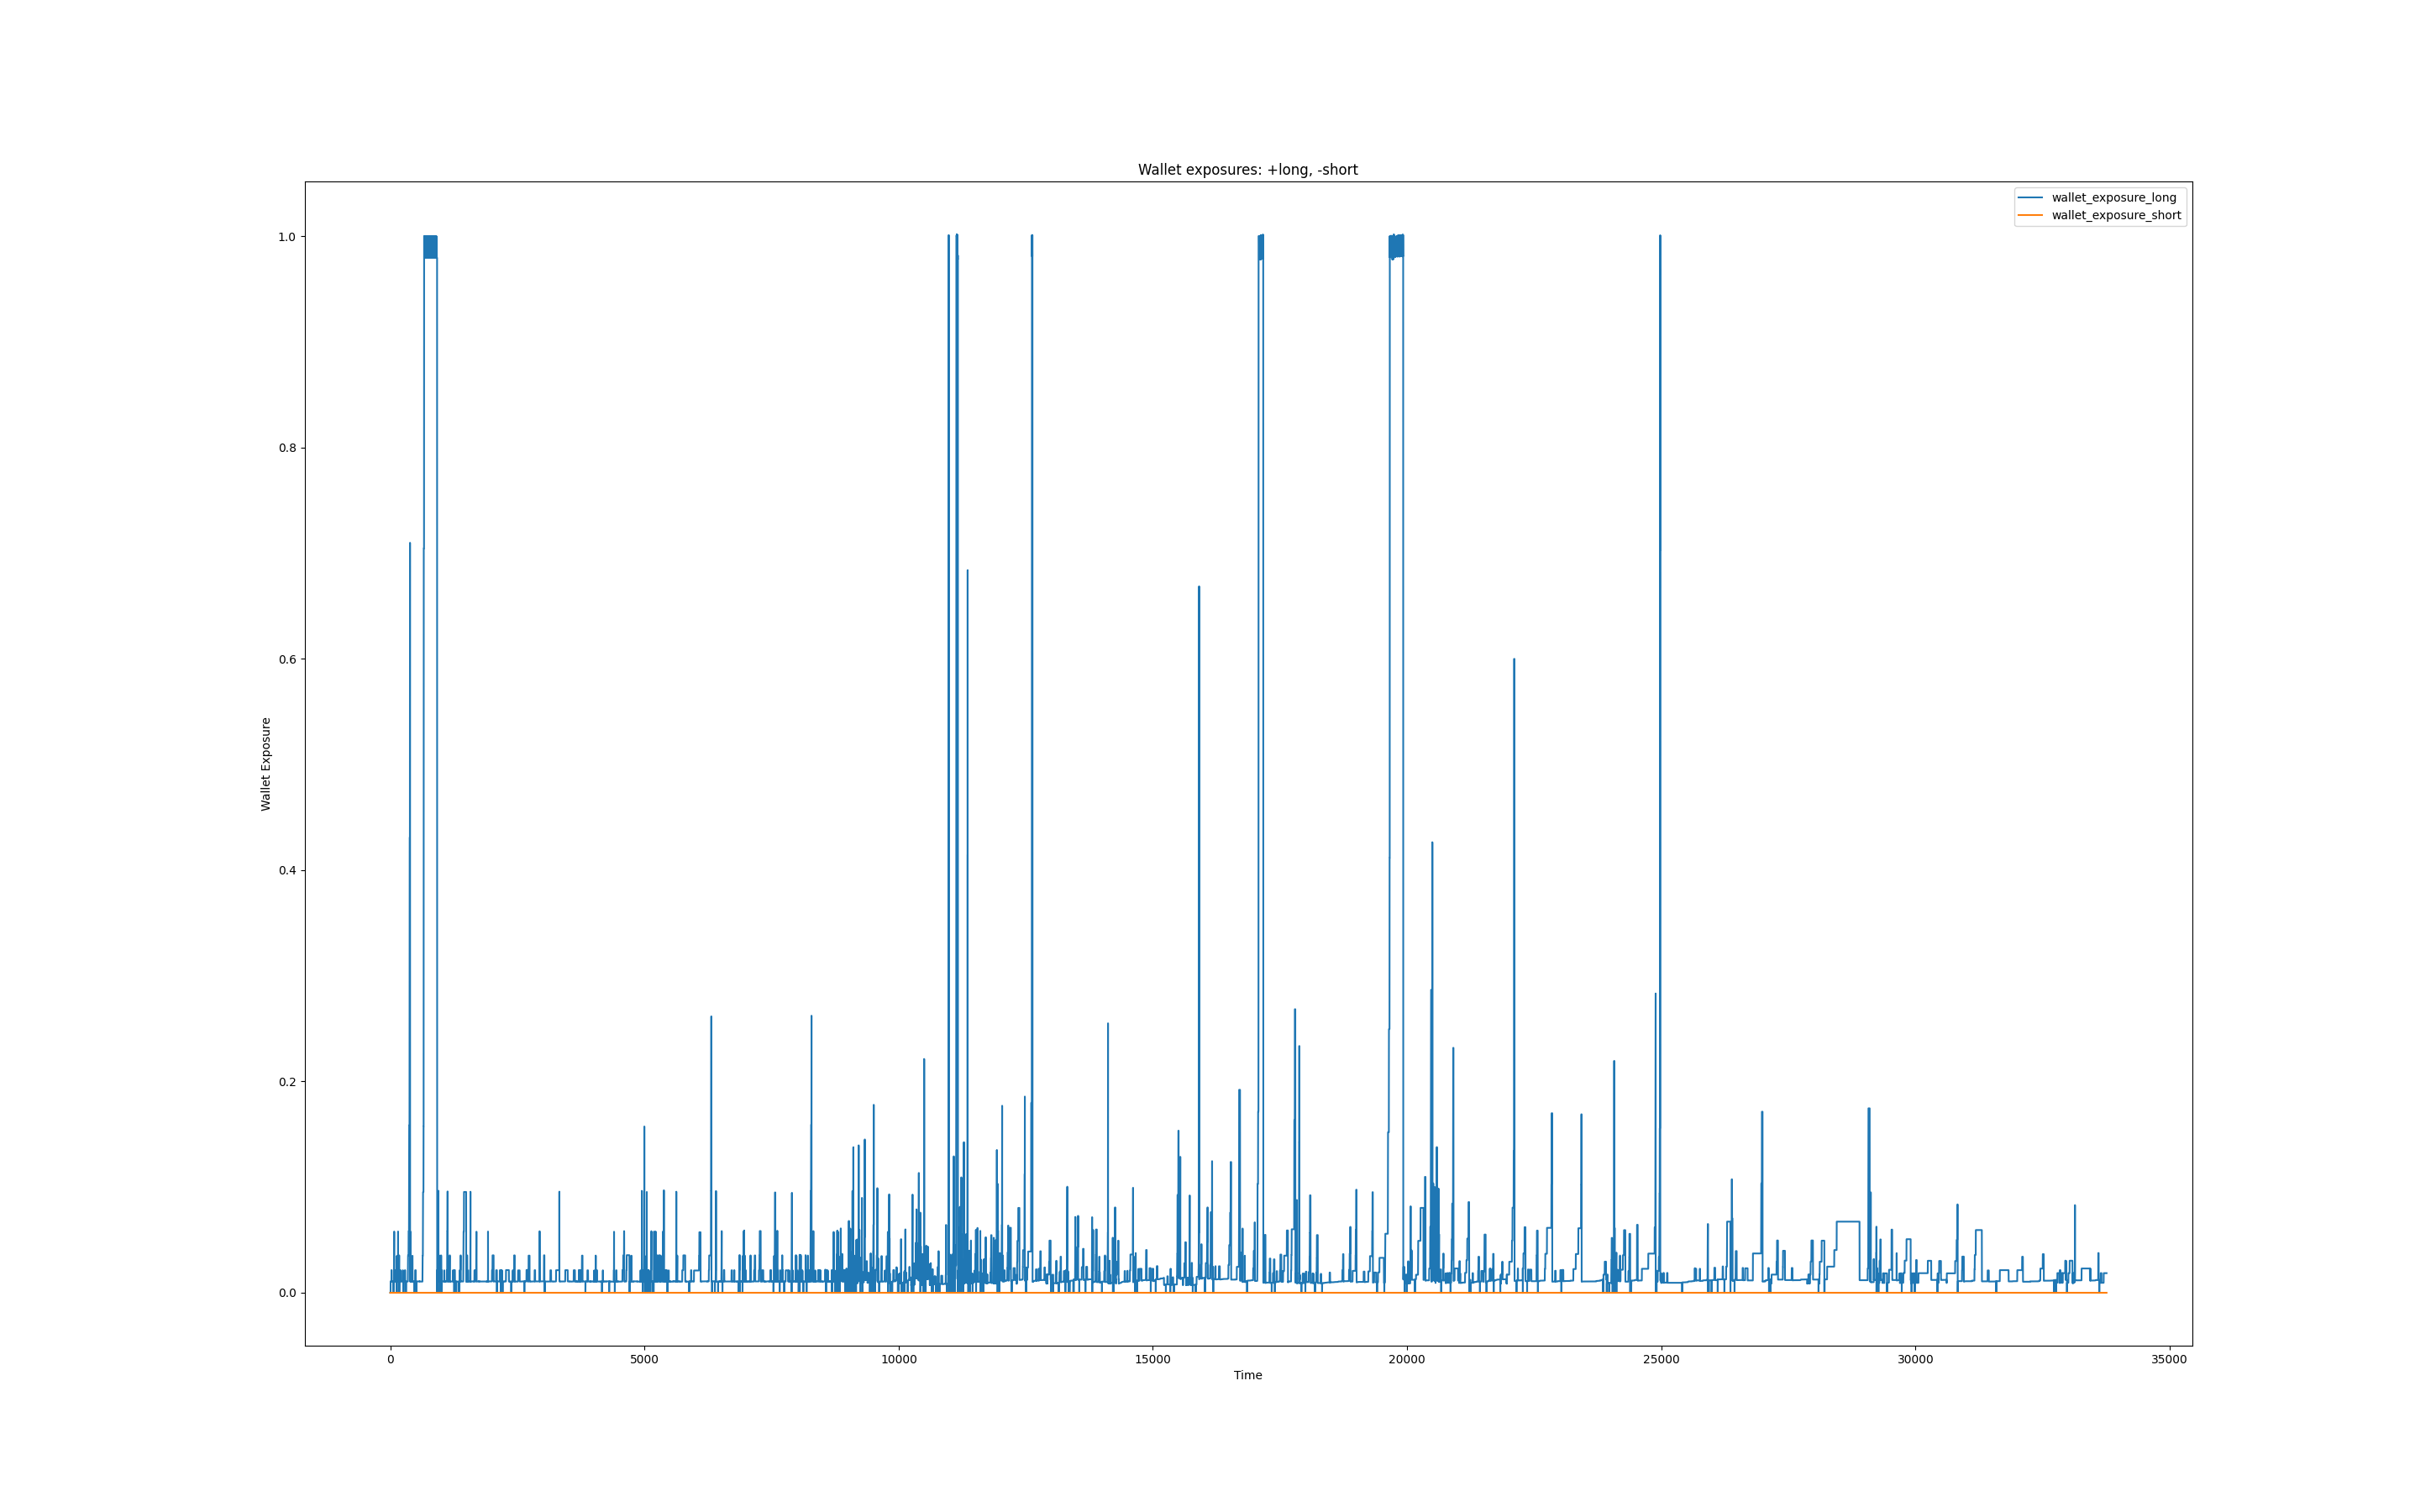 Wallet exposures: +long, -short
wallet_exposure_long
wallet_exposure_short
1.0
0.8
0.6
0.4
0.2
0.0
Wallet Exposure
0 5000 10000 15000 20000 25000 30000 35000
Time